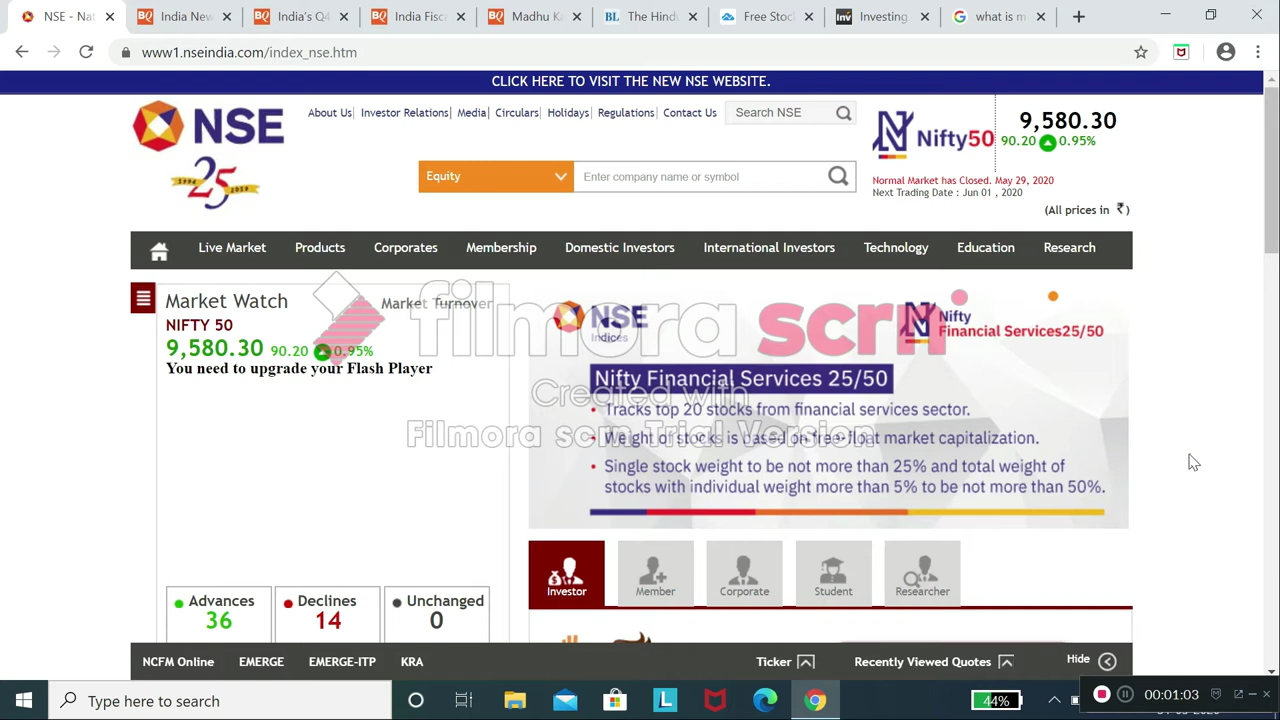 NSE - Nat
India New
India's Q4
India Fisca
Madhu Ka
BL The Hindu
Free Stoc
Inv Investing.
what is m
www1.nseindia.com/index_nse.htm
CLICK HERE TO VISIT THE NEW NSE WEBSITE.
NSE
25
About Us| Investor Relations| Media| Circulars| Holidays| Regulations| Contact Us
Search NSE
Equity
Enter company name or symbol
Nifty50
9,580.30
90.20 0.95%
Normal Market has Closed. May 29, 2020
Next Trading Date : Jun 01 , 2020
(All prices in ₹)
Live Market Products Corporates Membership Domestic Investors International Investors Technology Education Research
Market Watch
Market Turnover
NIFTY 50
9,580.30 90.20 0.95%
You need to upgrade your Flash Player
filmora scrn
Created with
Filmora scrn Trial Version
NSE
Indices
Nifty
Financial Services25/50
Nifty Financial Services 25/50
• Tracks top 20 stocks from financial services sector.
• Weight of stocks is based on free-float market capitalization.
• Single stock weight to be not more than 25% and total weight of
stocks with individual weight more than 5% to be not more than 50%.
Investor
Member
Corporate
Student
Researcher
Advances
36
Declines
14
Unchanged
0
NCFM Online EMERGE EMERGE-ITP KRA Ticker Recently Viewed Quotes Hide
Type here to search
44%
00:01:03